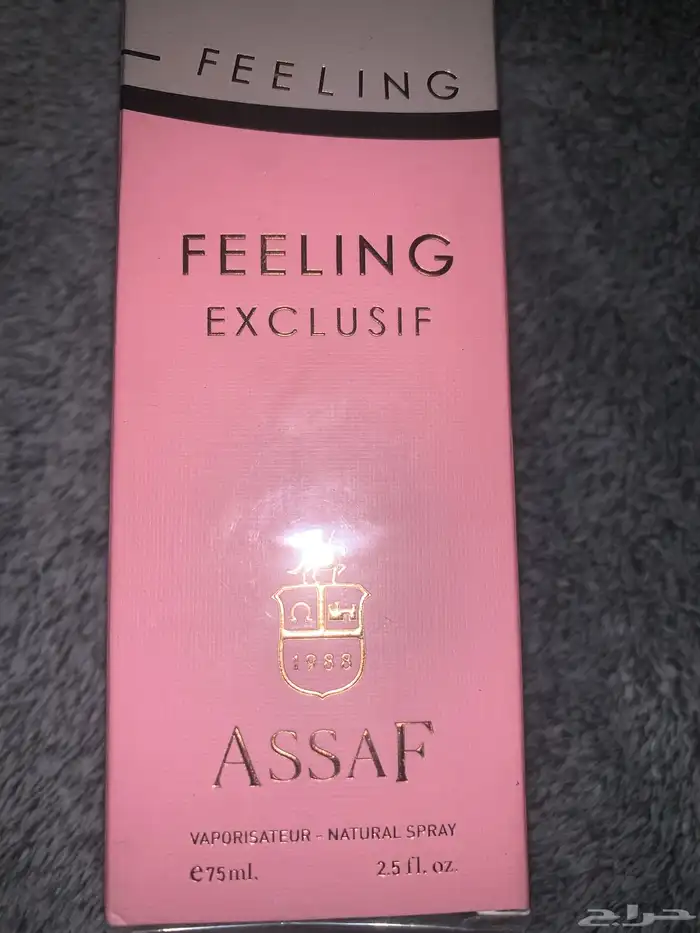 FEELING
FEELING
EXCLUSIF
1988
ASSAF
VAPORISATEUR - NATURAL SPRAY
℮75ml. 2.5 fl. oz.
حراج